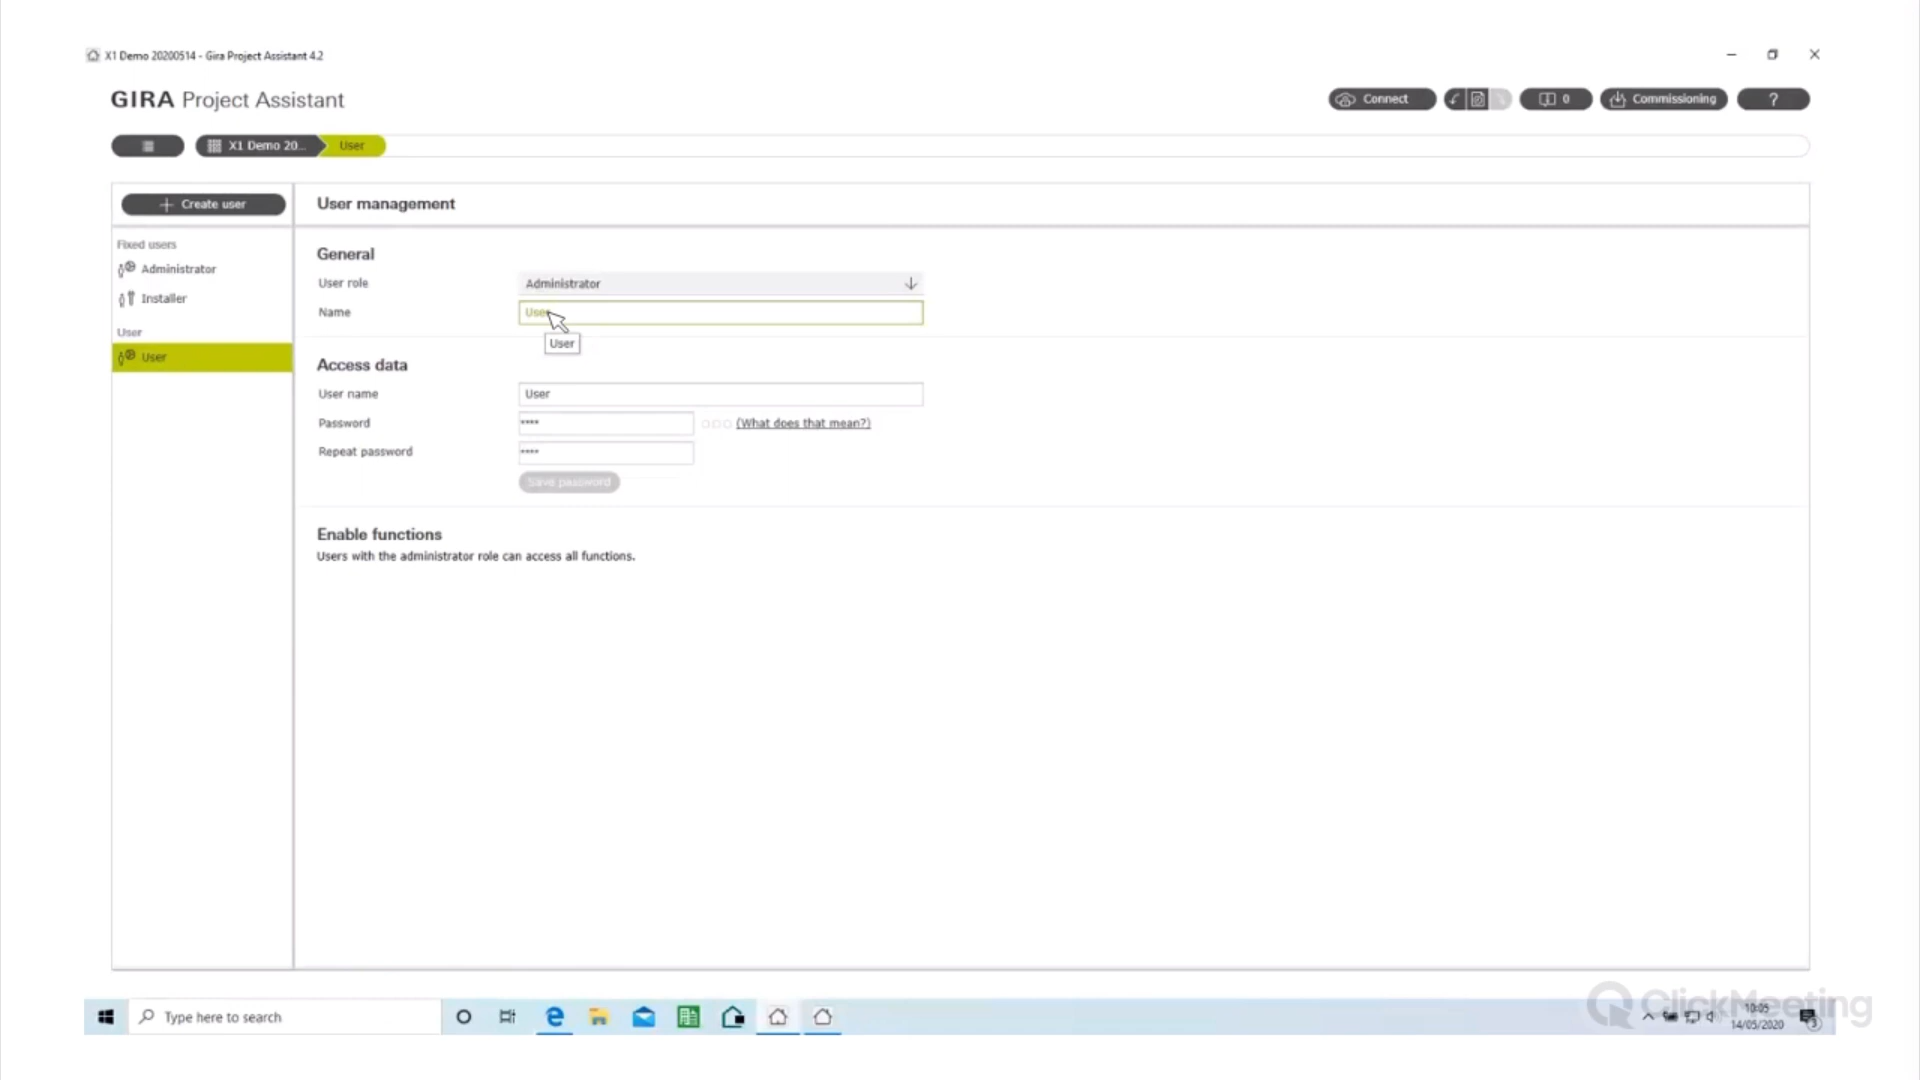 X1 Demo 20200514 - Gira Project Assistant 4.2
GIRA Project Assistant
Connect
0
Commissioning
?
X1 Demo 20...
User
Create user
User management
Fixed users
Administrator
Installer
User
User
General
User role
Administrator
Name
User
User
Access data
User name
User
Password
****
(What does that mean?)
Repeat password
****
Save password
Enable functions
Users with the administrator role can access all functions.
Type here to search
ClickMeeting
10:05
14/05/2020
3